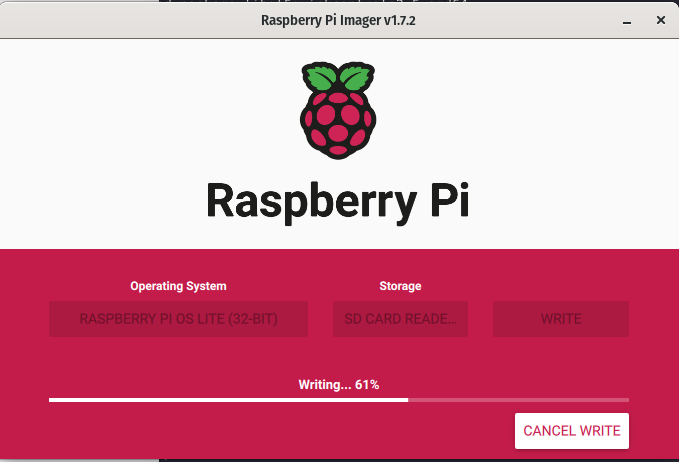 Raspberry Pi Imager v1.7.2
Raspberry Pi
Operating System
Storage
RASPBERRY PI OS LITE (32-BIT)
SD CARD READE...
WRITE
Writing... 61%
CANCEL WRITE